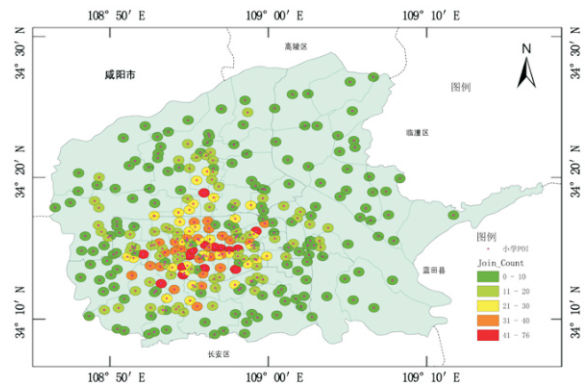 108° 50′ E
109° 00′ E
109° 10′ E
34° 30′ N
34° 30′ N
高陵区
N
咸阳市
图例
临潼区
34° 20′ N
34° 20′ N
图例
小学POI
Join_Count
0 - 10
11 - 20
21 - 30
31 - 40
41 - 76
蓝田县
34° 10′ N
34° 10′ N
长安区
108° 50′ E
109° 00′ E
109° 10′ E